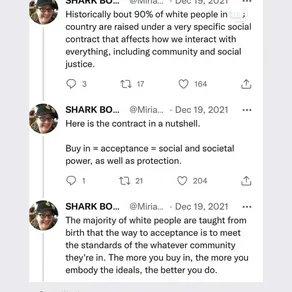 SHARK BO... @Miria... · Dec 19, 2021 ...
Historically bout 90% of white people in
country are raised under a very specific social
contract that affects how we interact with
everything, including community and social
justice.
3 17 164
SHARK BO... @Miria... · Dec 19, 2021 ...
Here is the contract in a nutshell.
Buy in = acceptance = social and societal
power, as well as protection.
1 21 204
SHARK BO... @Miria... · Dec 19, 2021 ...
The majority of white people are taught from
birth that the way to acceptance is to meet
the standards of the whatever community
they're in. The more you buy in, the more you
embody the ideals, the better you do.